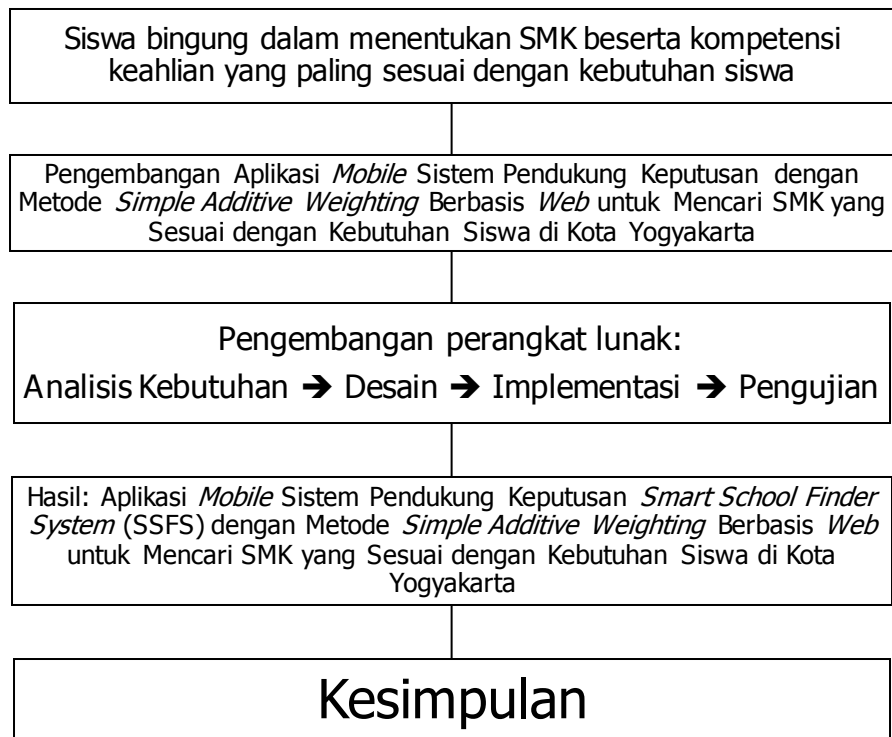 Siswa bingung dalam menentukan SMK beserta kompetensi
keahlian yang paling sesuai dengan kebutuhan siswa
Pengembangan Aplikasi Mobile Sistem Pendukung Keputusan dengan
Metode Simple Additive Weighting Berbasis Web untuk Mencari SMK yang
Sesuai dengan Kebutuhan Siswa di Kota Yogyakarta
Pengembangan perangkat lunak:
Analisis Kebutuhan ➔ Desain ➔ Implementasi ➔ Pengujian
Hasil: Aplikasi Mobile Sistem Pendukung Keputusan Smart School Finder
System (SSFS) dengan Metode Simple Additive Weighting Berbasis Web
untuk Mencari SMK yang Sesuai dengan Kebutuhan Siswa di Kota
Yogyakarta
Kesimpulan